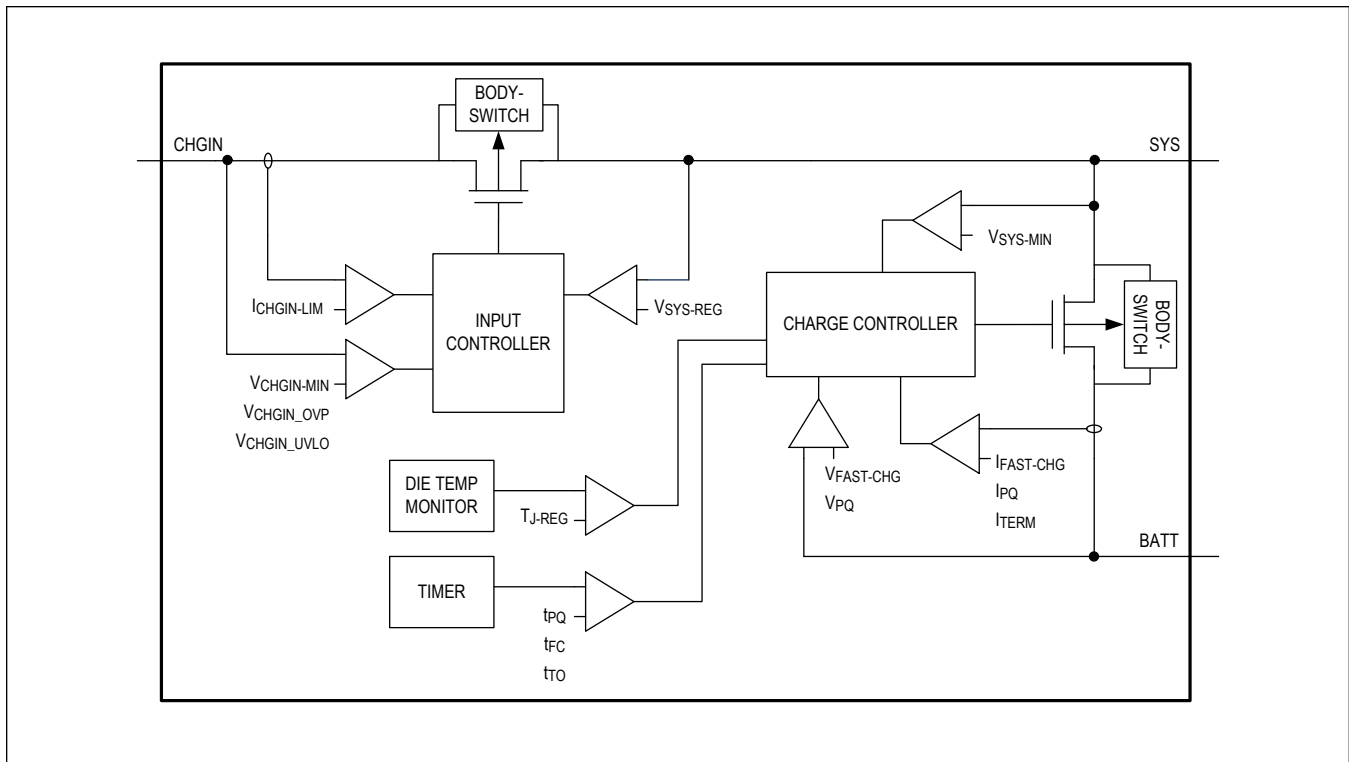 BODY-
SWITCH
CHGIN
SYS
VSYS-MIN
ICHGIN-LIM
INPUT
CONTROLLER
VSYS-REG
CHARGE CONTROLLER
BODY-
SWITCH
VCHGIN-MIN
VCHGIN_OVP
VCHGIN_UVLO
DIE TEMP
MONITOR
TJ-REG
VFAST-CHG
VPQ
IFAST-CHG
IPQ
ITERM
BATT
TIMER
tPQ
tFC
tTO